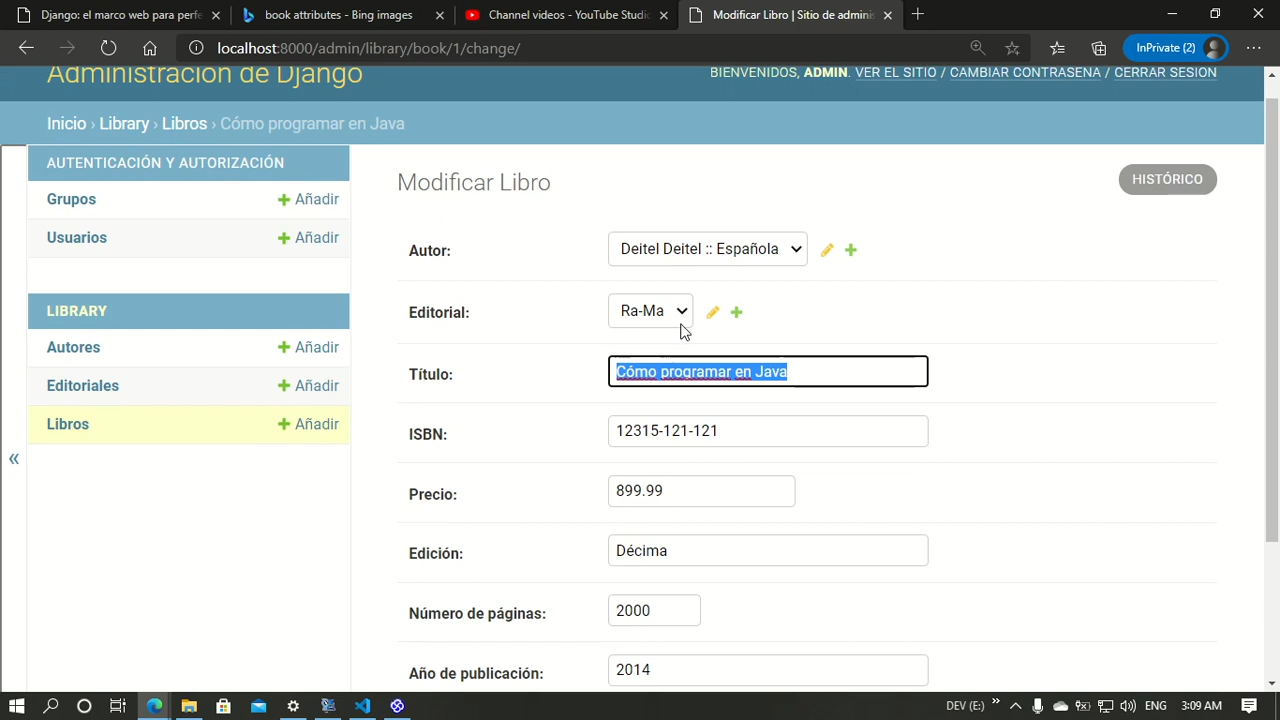 Django: el marco web para perfe
book attributes - Bing images
Channel videos - YouTube Studio
Modificar Libro | Sitio de adminis
localhost:8000/admin/library/book/1/change/
InPrivate (2)
Administración de Django
BIENVENIDOS, ADMIN. VER EL SITIO / CAMBIAR CONTRASEÑA / CERRAR SESIÓN
Inicio › Library › Libros › Cómo programar en Java
AUTENTICACIÓN Y AUTORIZACIÓN
Grupos
Añadir
Usuarios
Añadir
LIBRARY
Autores
Añadir
Editoriales
Añadir
Libros
Añadir
«
Modificar Libro
HISTÓRICO
Autor:
Deitel Deitel :: Española
Editorial:
Ra-Ma
Título:
Cómo programar en Java
ISBN:
12315-121-121
Precio:
899.99
Edición:
Décima
Número de páginas:
2000
Año de publicación:
2014
DEV (E:)
ENG
3:09 AM